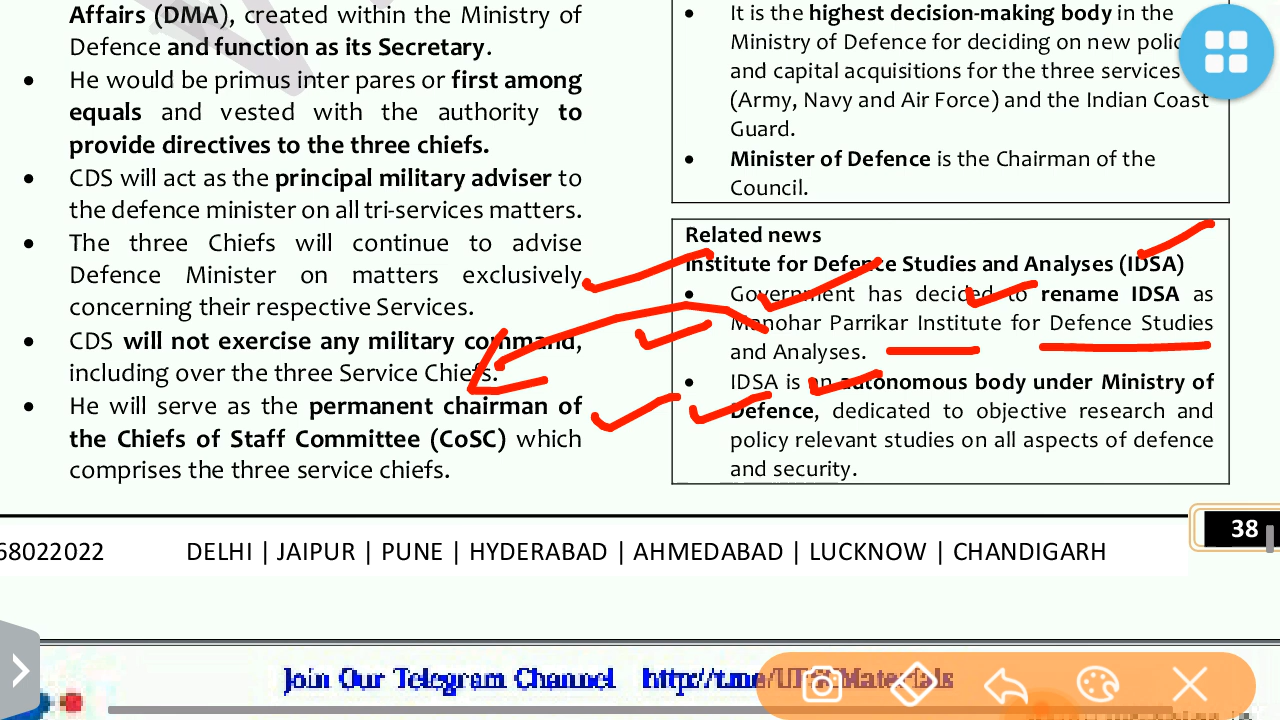 Affairs (DMA), created within the Ministry of
Defence and function as its Secretary.
• He would be primus inter pares or first among
equals and vested with the authority to
provide directives to the three chiefs.
• CDS will act as the principal military adviser to
the defence minister on all tri-services matters.
• The three Chiefs will continue to advise
Defence Minister on matters exclusively
concerning their respective Services.
• CDS will not exercise any military command,
including over the three Service Chiefs.
• He will serve as the permanent chairman of
the Chiefs of Staff Committee (CoSC) which
comprises the three service chiefs.
• It is the highest decision-making body in the
Ministry of Defence for deciding on new polic
and capital acquisitions for the three services
(Army, Navy and Air Force) and the Indian Coast
Guard.
• Minister of Defence is the Chairman of the
Council.
Related news
Institute for Defence Studies and Analyses (IDSA)
• Government has decided to rename IDSA as
Manohar Parrikar Institute for Defence Studies
and Analyses.
• IDSA is an autonomous body under Ministry of
Defence, dedicated to objective research and
policy relevant studies on all aspects of defence
and security.
38
68022022 DELHI | JAIPUR | PUNE | HYDERABAD | AHMEDABAD | LUCKNOW | CHANDIGARH
Join Our Telegram Channel